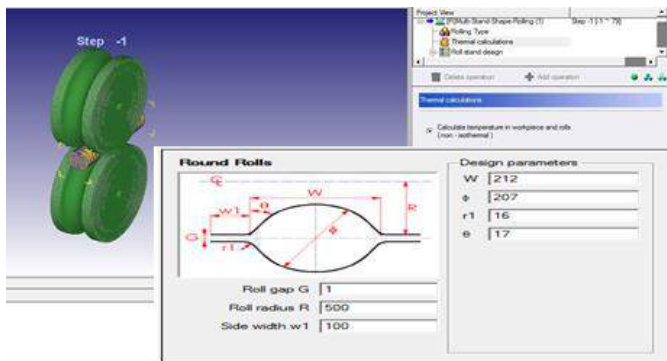 Project View
[P]Multi-Stand-Shape-Rolling (1) Step -1 [-1 ~ 79]
Rolling Type
Thermal calculations
Roll stand design
Delete operation Add operation
Thermal calculations
Calculate temperature in workpiece and rolls
(non - isothermal)
Step -1
Round Rolls
W
w1
θ
R
G
r1
Φ
Roll gap G 1
Roll radius R 500
Side width w1 100
Design parameters
W 212
Φ 207
r1 16
θ 17